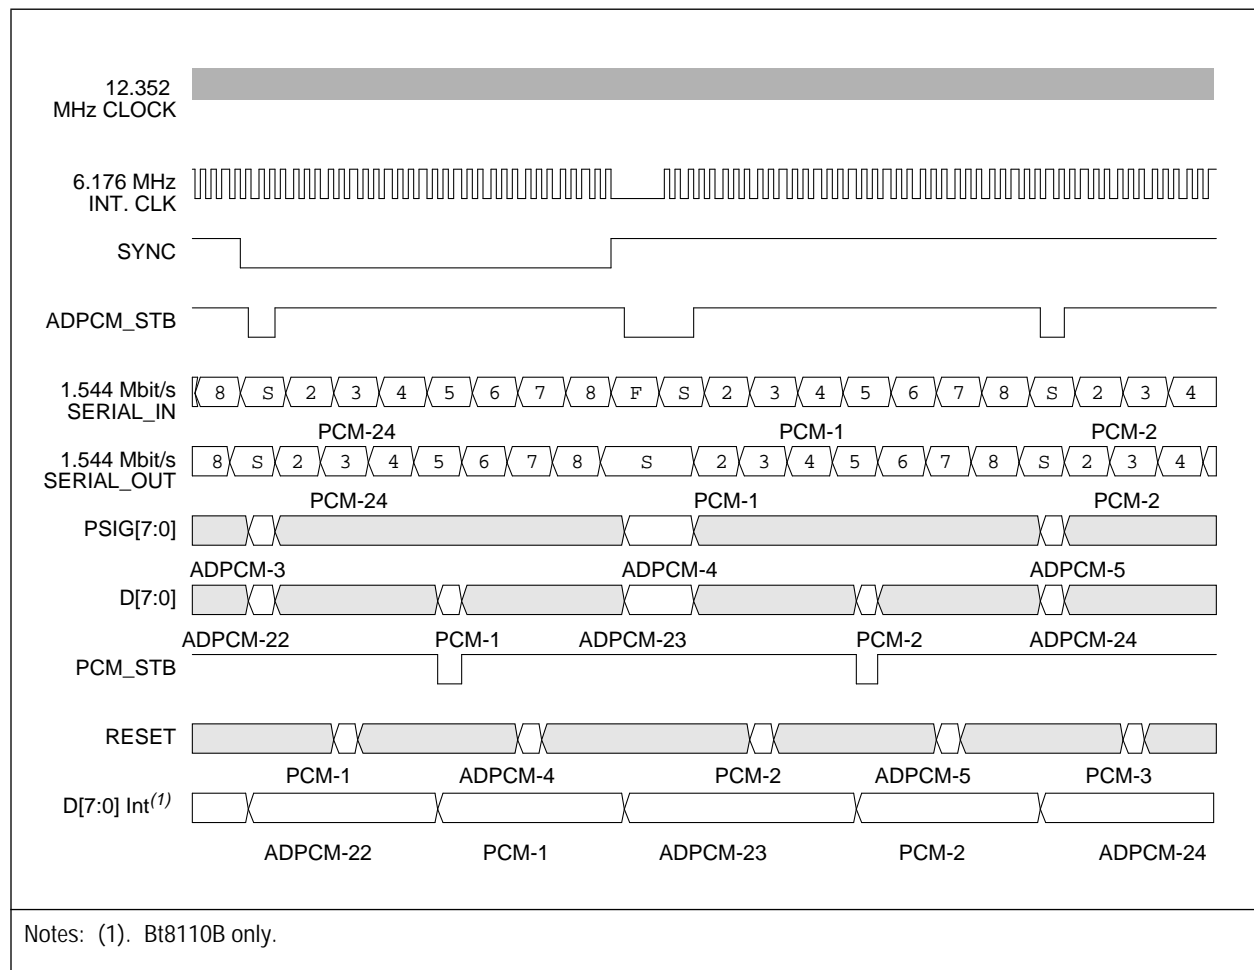 12.352
MHz CLOCK
6.176 MHz
INT. CLK
SYNC
ADPCM_STB
1.544 Mbit/s
SERIAL_IN
8 S 2 3 4 5 6 7 8 F S 2 3 4 5 6 7 8 S 2 3 4
PCM-24 PCM-1 PCM-2
1.544 Mbit/s
SERIAL_OUT
8 S 2 3 4 5 6 7 8 S 2 3 4 5 6 7 8 S 2 3 4
PCM-24 PCM-1 PCM-2
PSIG[7:0]
ADPCM-3 ADPCM-4 ADPCM-5
D[7:0]
ADPCM-22 PCM-1 ADPCM-23 PCM-2 ADPCM-24
PCM_STB
RESET
PCM-1 ADPCM-4 PCM-2 ADPCM-5 PCM-3
D[7:0] Int(1)
ADPCM-22 PCM-1 ADPCM-23 PCM-2 ADPCM-24
Notes: (1). Bt8110B only.